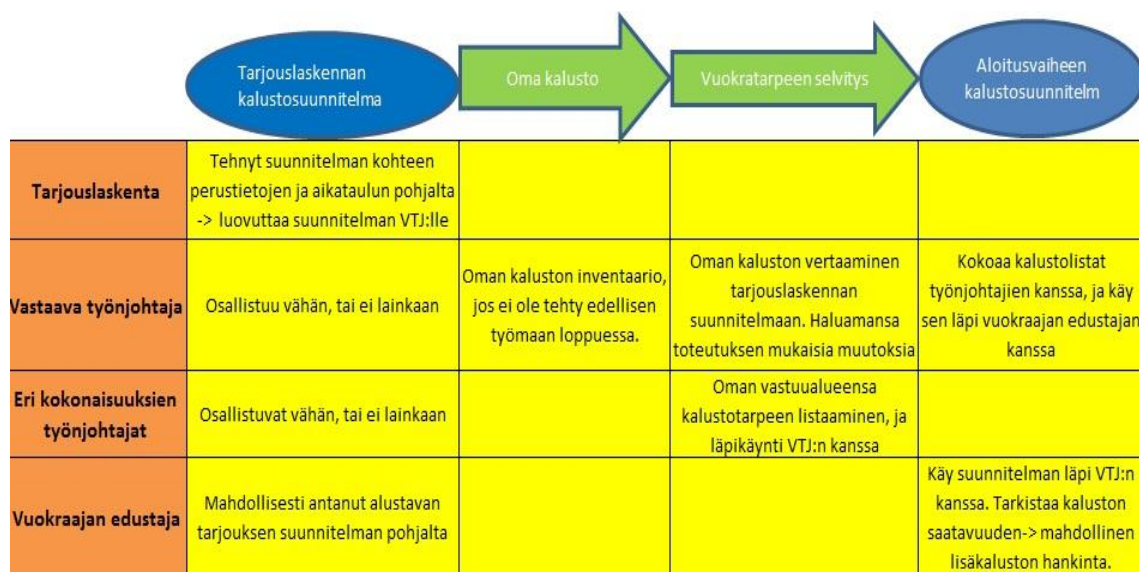 Tarjouslaskennan
kalustosuunnitelma
Oma kalusto
Vuokratarpeen selvitys
Aloitusvaiheen
kalustosuunnitelm
Tarjouslaskenta
Tehnyt suunnitelman kohteen
perustietojen ja aikataulun pohjalta
-> luovuttaa suunnitelman VTJ:lle
Vastaava työnjohtaja
Osallistuu vähän, tai ei lainkaan
Oman kaluston inventaario,
jos ei ole tehty edellisen
työmaan loppuessa.
Oman kaluston vertaaminen
tarjouslaskennan
suunnitelmaan. Haluamansa
toteutuksen mukaisia muutoksia
Kokoaa kalustolistat
työnjohtajien kanssa, ja käy
sen läpi vuokraajan edustajan
kanssa
Eri kokonaisuuksien
työnjohtajat
Osallistuvat vähän, tai ei lainkaan
Oman vastuualueensa
kalustotarpeen listaaminen, ja
läpikäynti VTJ:n kanssa
Vuokraajan edustaja
Mahdollisesti antanut alustavan
tarjouksen suunnitelman pohjalta
Käy suunnitelman läpi VTJ:n
kanssa. Tarkistaa kaluston
saatavuuden-> mahdollinen
lisäkaluston hankinta.